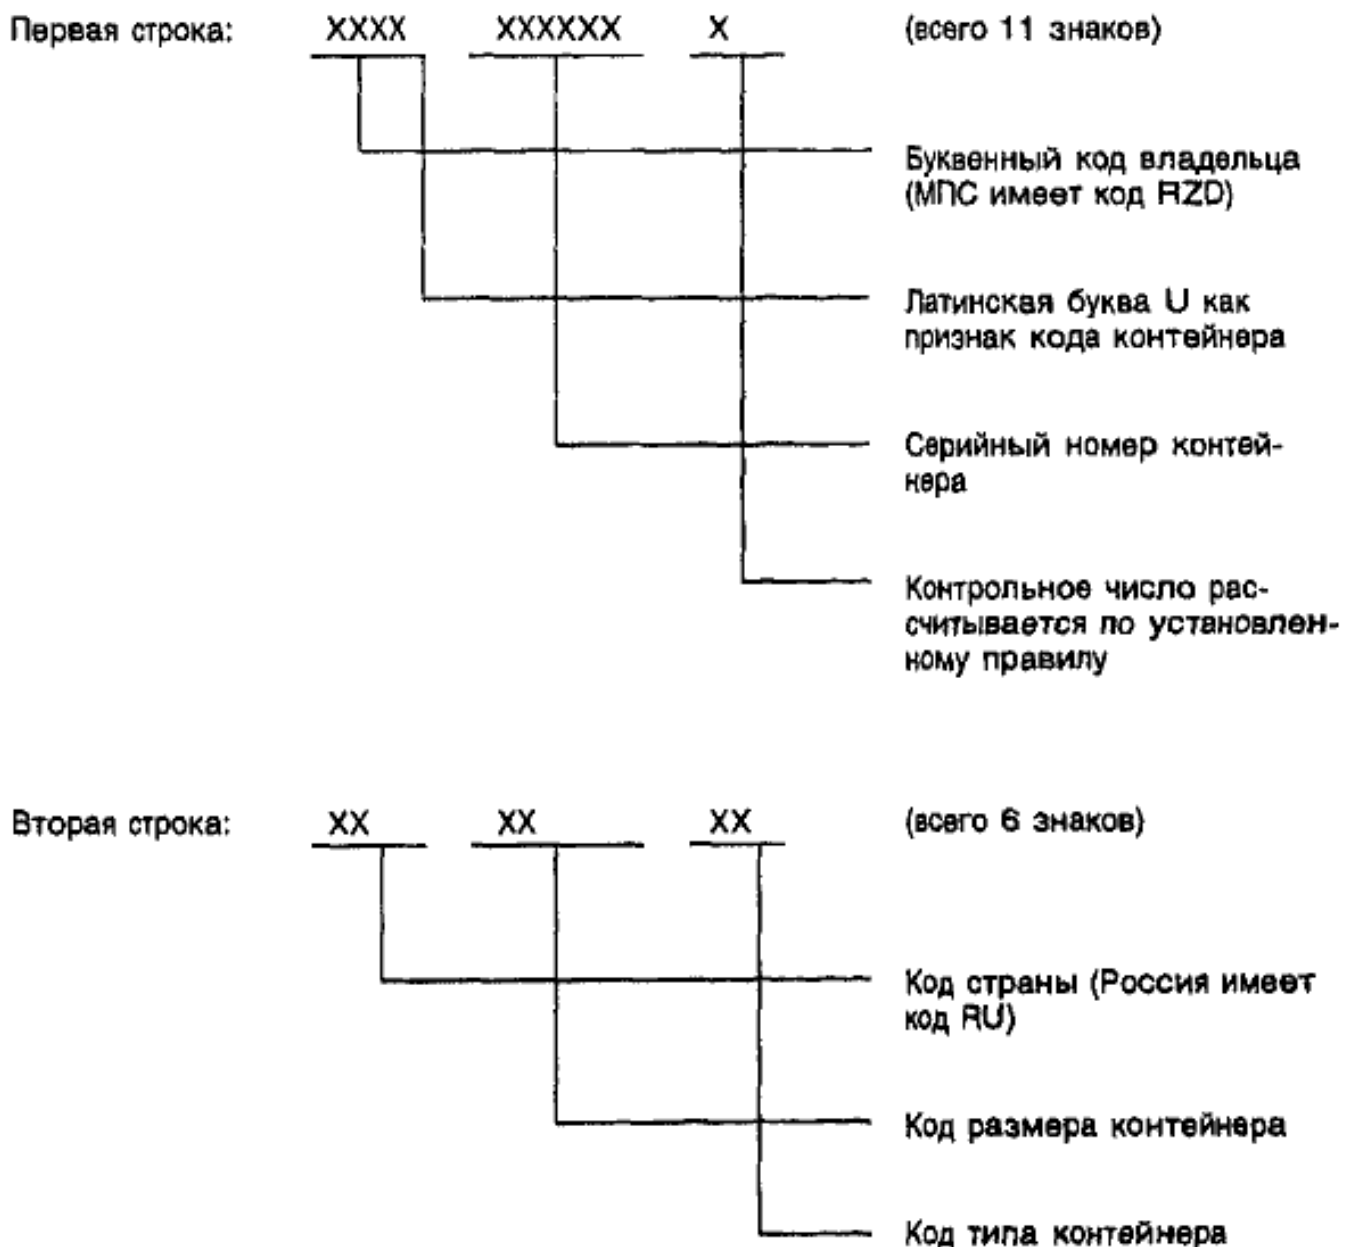 Первая строка: XXXX XXXXXX X (всего 11 знаков)
Буквенный код владельца
(МПС имеет код RZD)
Латинская буква U как
признак кода контейнера
Серийный номер контей-
нера
Контрольное число рас-
считывается по установлен-
ному правилу
Вторая строка: XX XX XX (всего 6 знаков)
Код страны (Россия имеет
код RU)
Код размера контейнера
Код типа контейнера